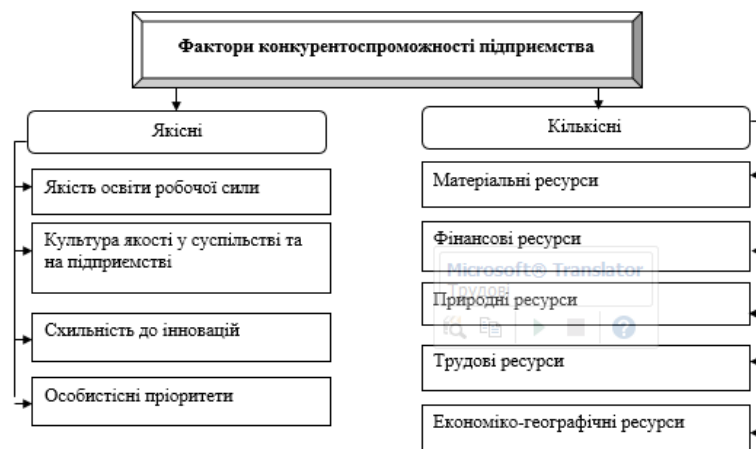 Фактори конкурентоспроможності підприємства
Якісні
Кількісні
Якість освіти робочої сили
Культура якості у суспільстві та
на підприємстві
Схильність до інновацій
Особистісні пріоритети
Матеріальні ресурси
Фінансові ресурси
Microsoft® Translator
Трудові
Природні ресурси
Трудові ресурси
Економіко-географічні ресурси